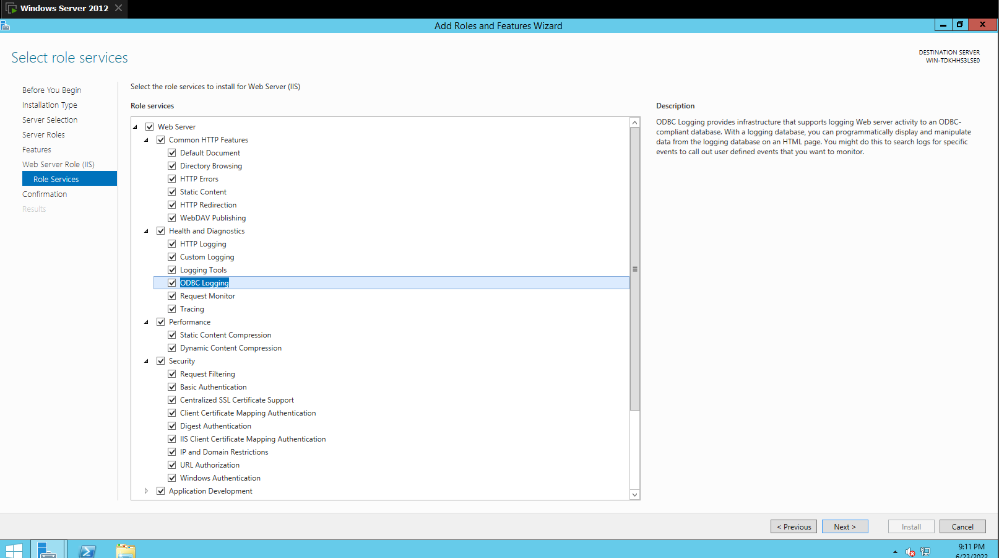 Windows Server 2012
Add Roles and Features Wizard
Select role services
DESTINATION SERVER
WIN-TDKHHS3LSE0
Before You Begin
Installation Type
Server Selection
Server Roles
Features
Web Server Role (IIS)
Role Services
Confirmation
Results
Select the role services to install for Web Server (IIS)
Role services
Web Server
Common HTTP Features
Default Document
Directory Browsing
HTTP Errors
Static Content
HTTP Redirection
WebDAV Publishing
Health and Diagnostics
HTTP Logging
Custom Logging
Logging Tools
ODBC Logging
Request Monitor
Tracing
Performance
Static Content Compression
Dynamic Content Compression
Security
Request Filtering
Basic Authentication
Centralized SSL Certificate Support
Client Certificate Mapping Authentication
Digest Authentication
IIS Client Certificate Mapping Authentication
IP and Domain Restrictions
URL Authorization
Windows Authentication
Application Development
Description
ODBC Logging provides infrastructure that supports logging Web server activity to an ODBC-
compliant database. With a logging database, you can programmatically display and manipulate
data from the logging database on an HTML page. You might do this to search logs for specific
events to call out user defined events that you want to monitor.
< Previous
Next >
Install
Cancel
9:11 PM
6/23/2022